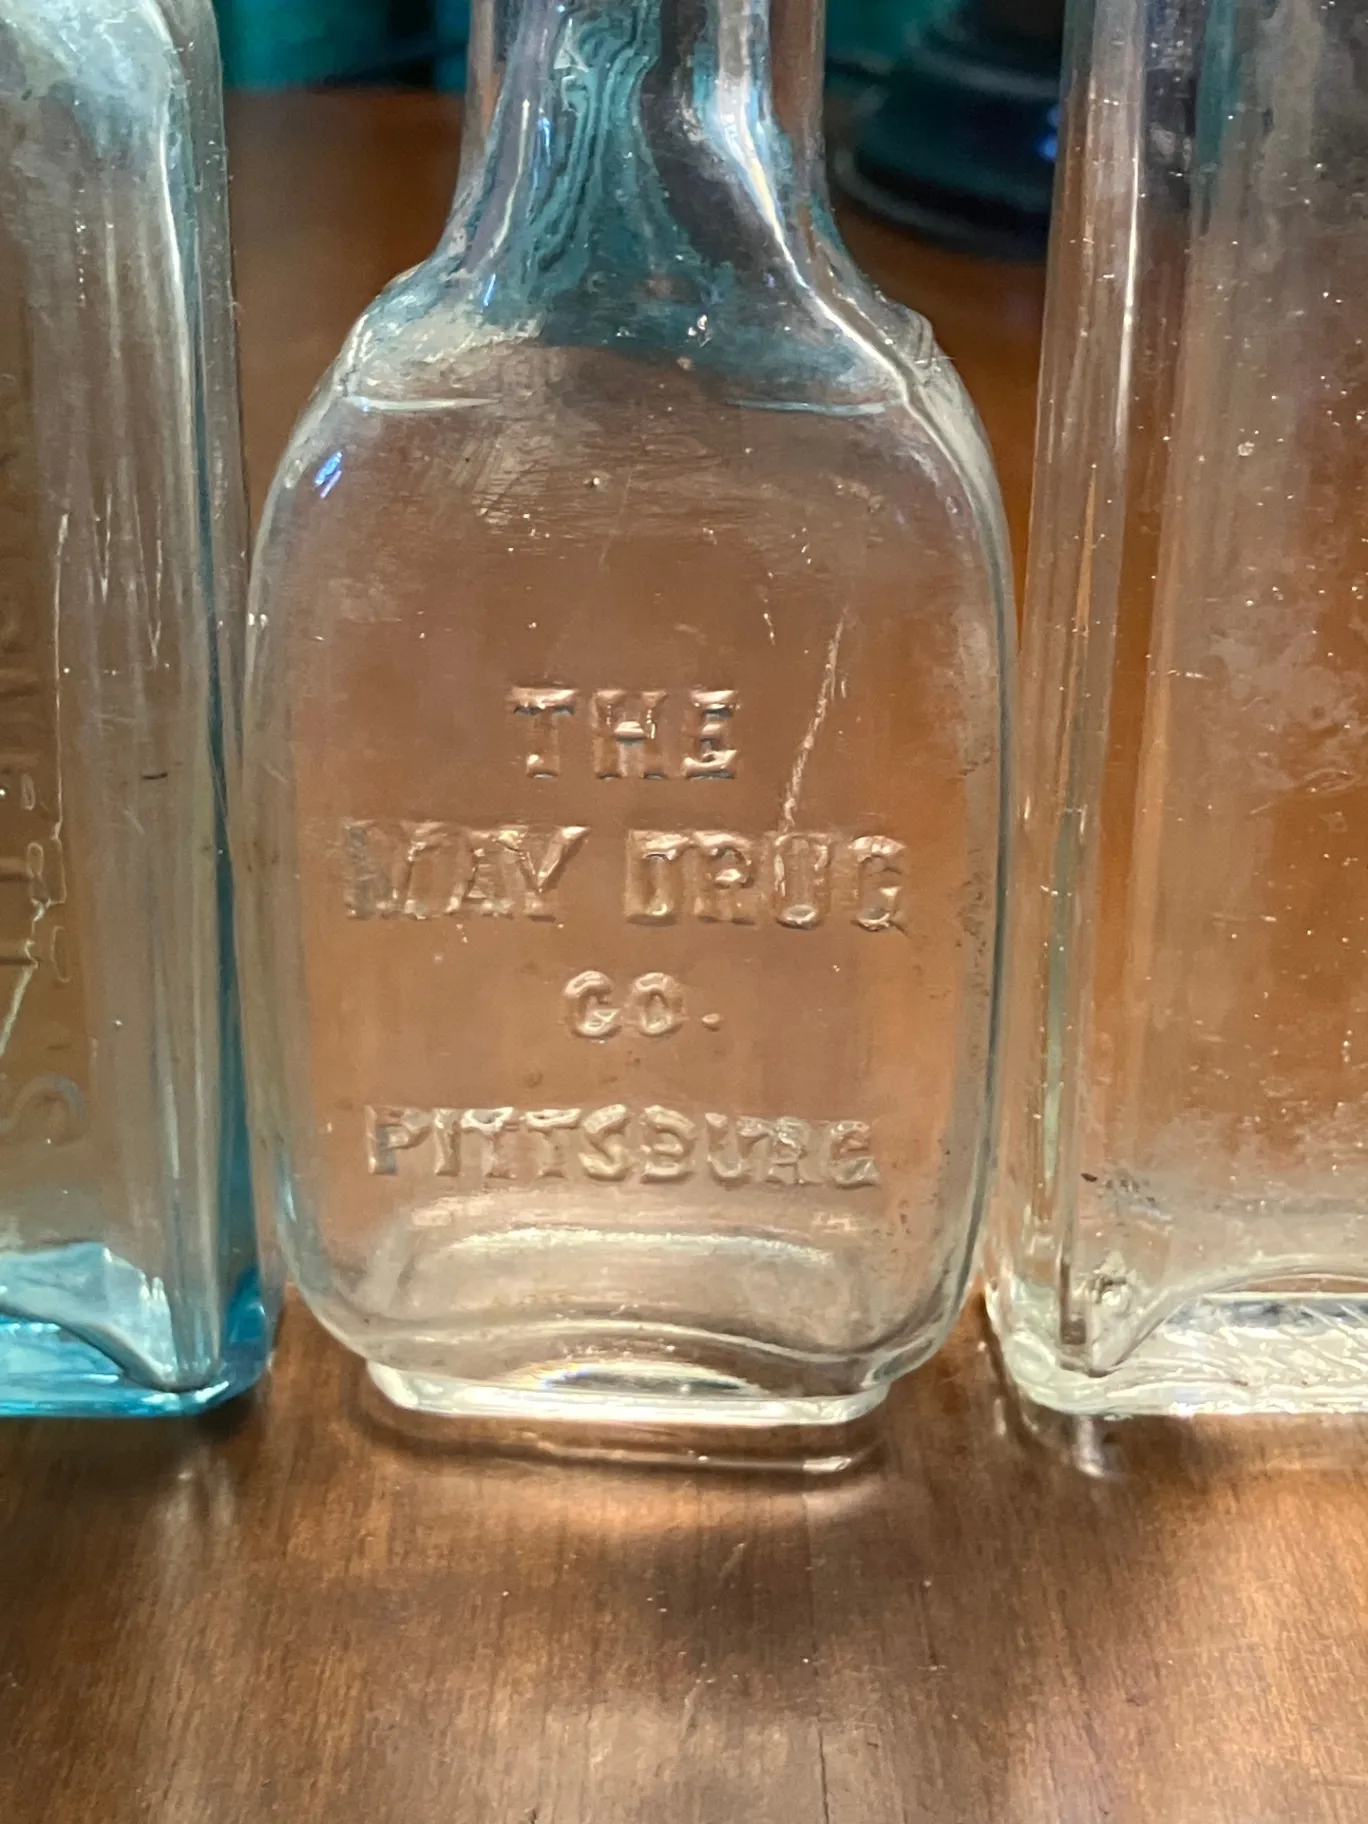 THE
MAY DRUG
CO.
PITTSBURG